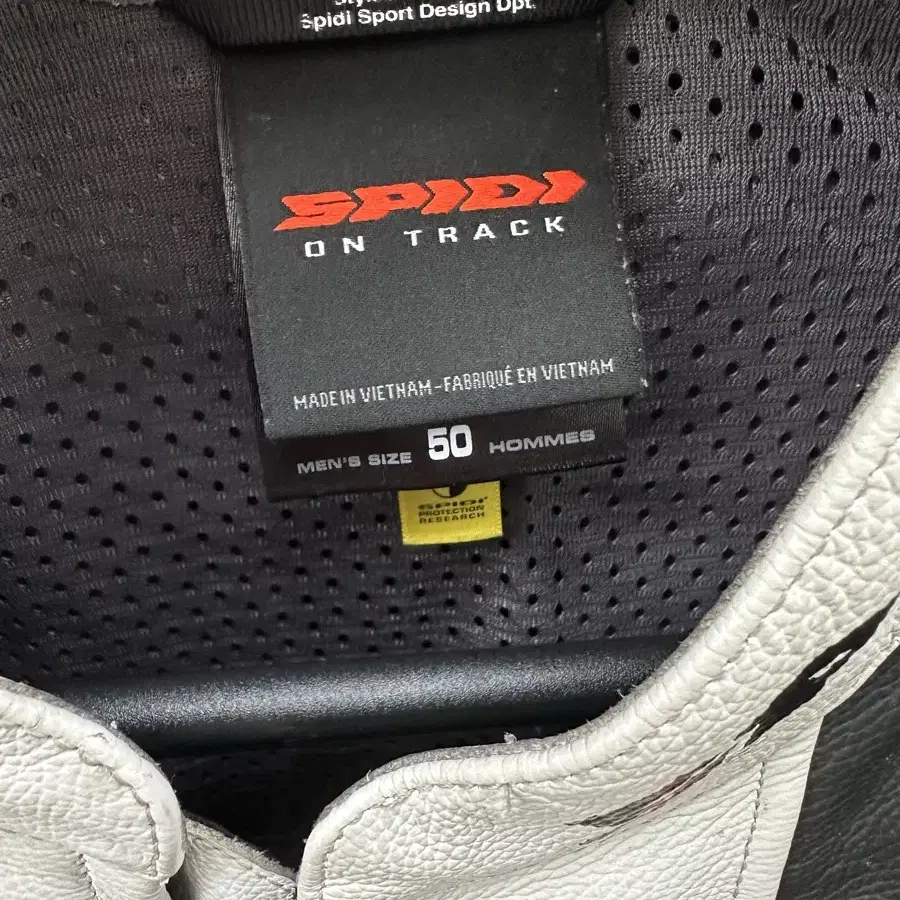 Spidi Sport Design Dpt.
SPIDI
ON TRACK
MADE IN VIETNAM-FABRIQUÉ EN VIETNAM
MEN'S SIZE 50 HOMMES
SPIDI
PROTECTION
RESEARCH